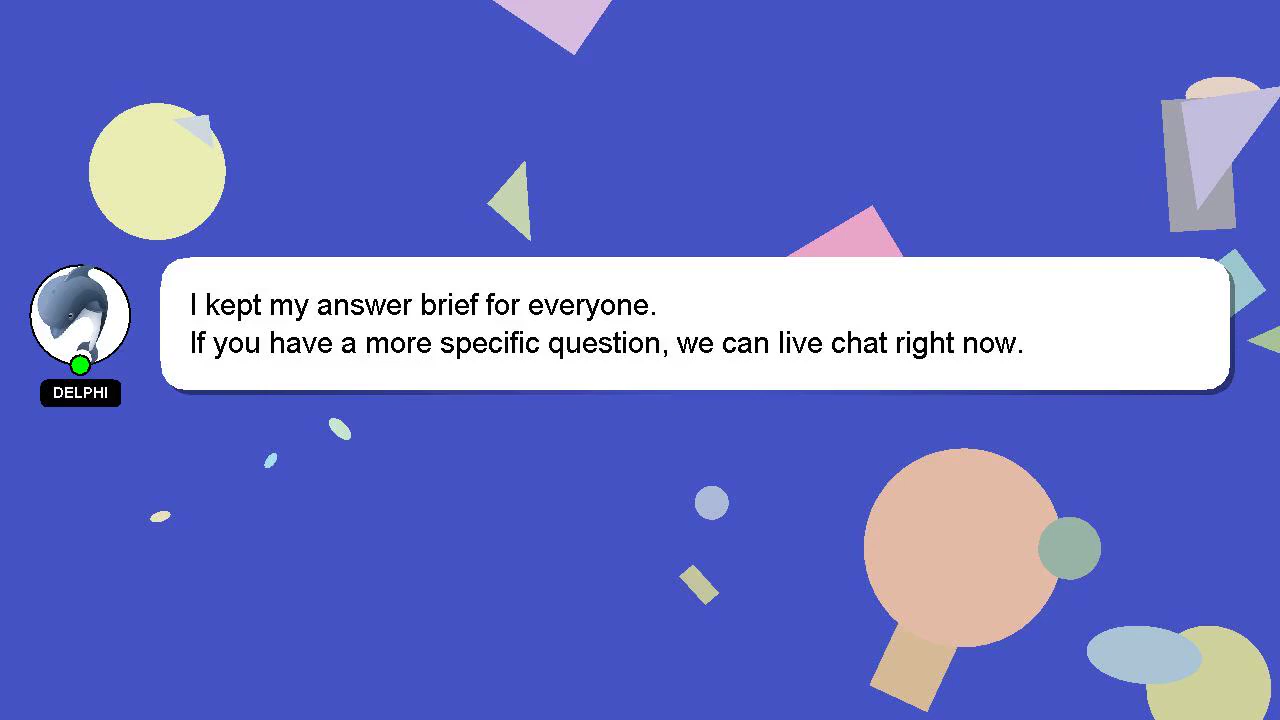 I kept my answer brief for everyone.
If you have a more specific question, we can live chat right now.
DELPHI